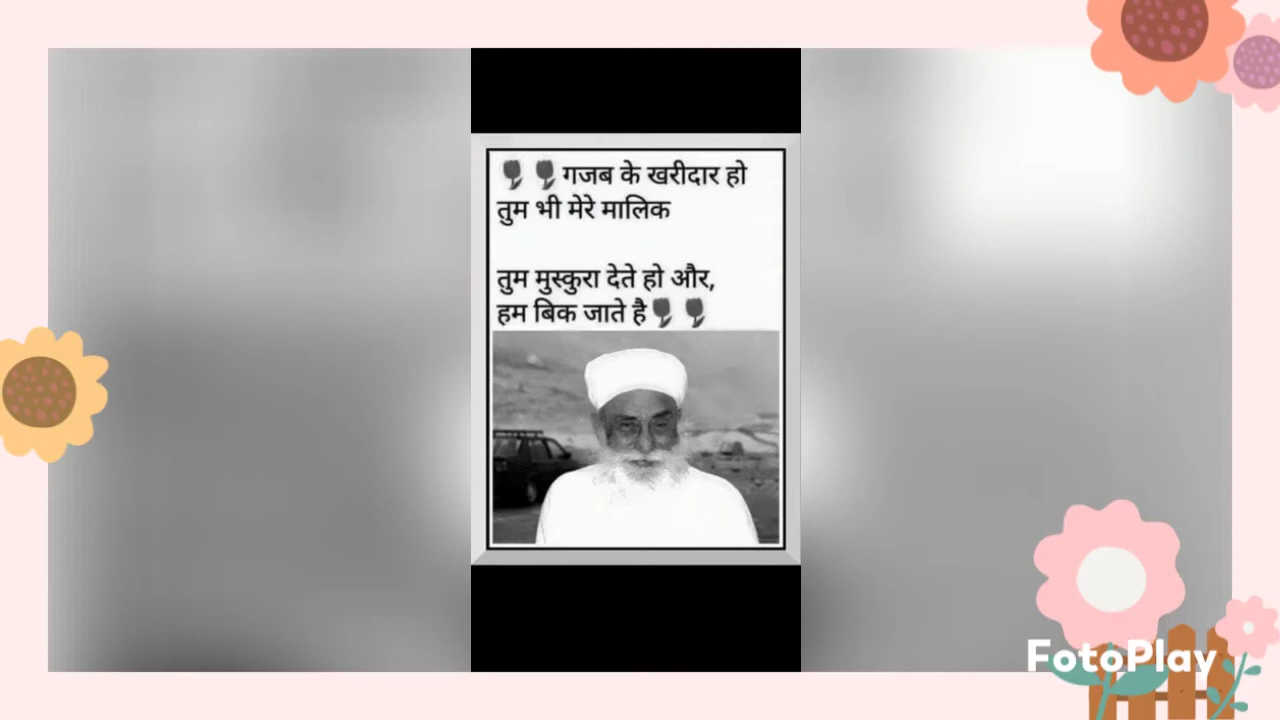 🌷🌷गजब के खरीदार हो
तुम भी मेरे मालिक
तुम मुस्कुरा देते हो और,
हम बिक जाते है🌷🌷
FotoPlay